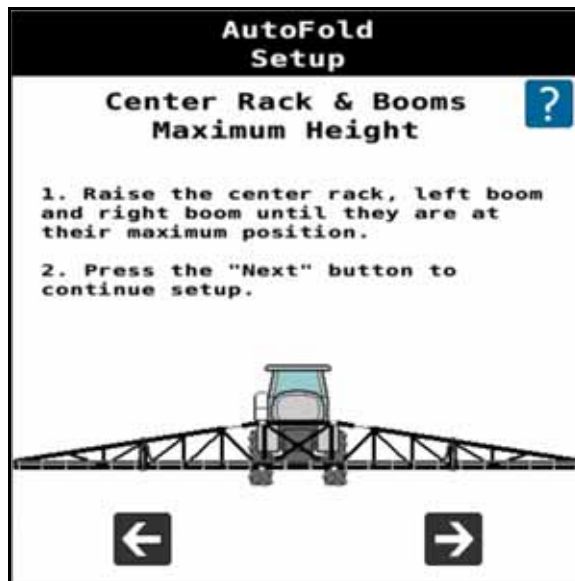 AutoFold
Setup
Center Rack & Booms
Maximum Height
?
1. Raise the center rack, left boom
and right boom until they are at
their maximum position.
2. Press the "Next" button to
continue setup.